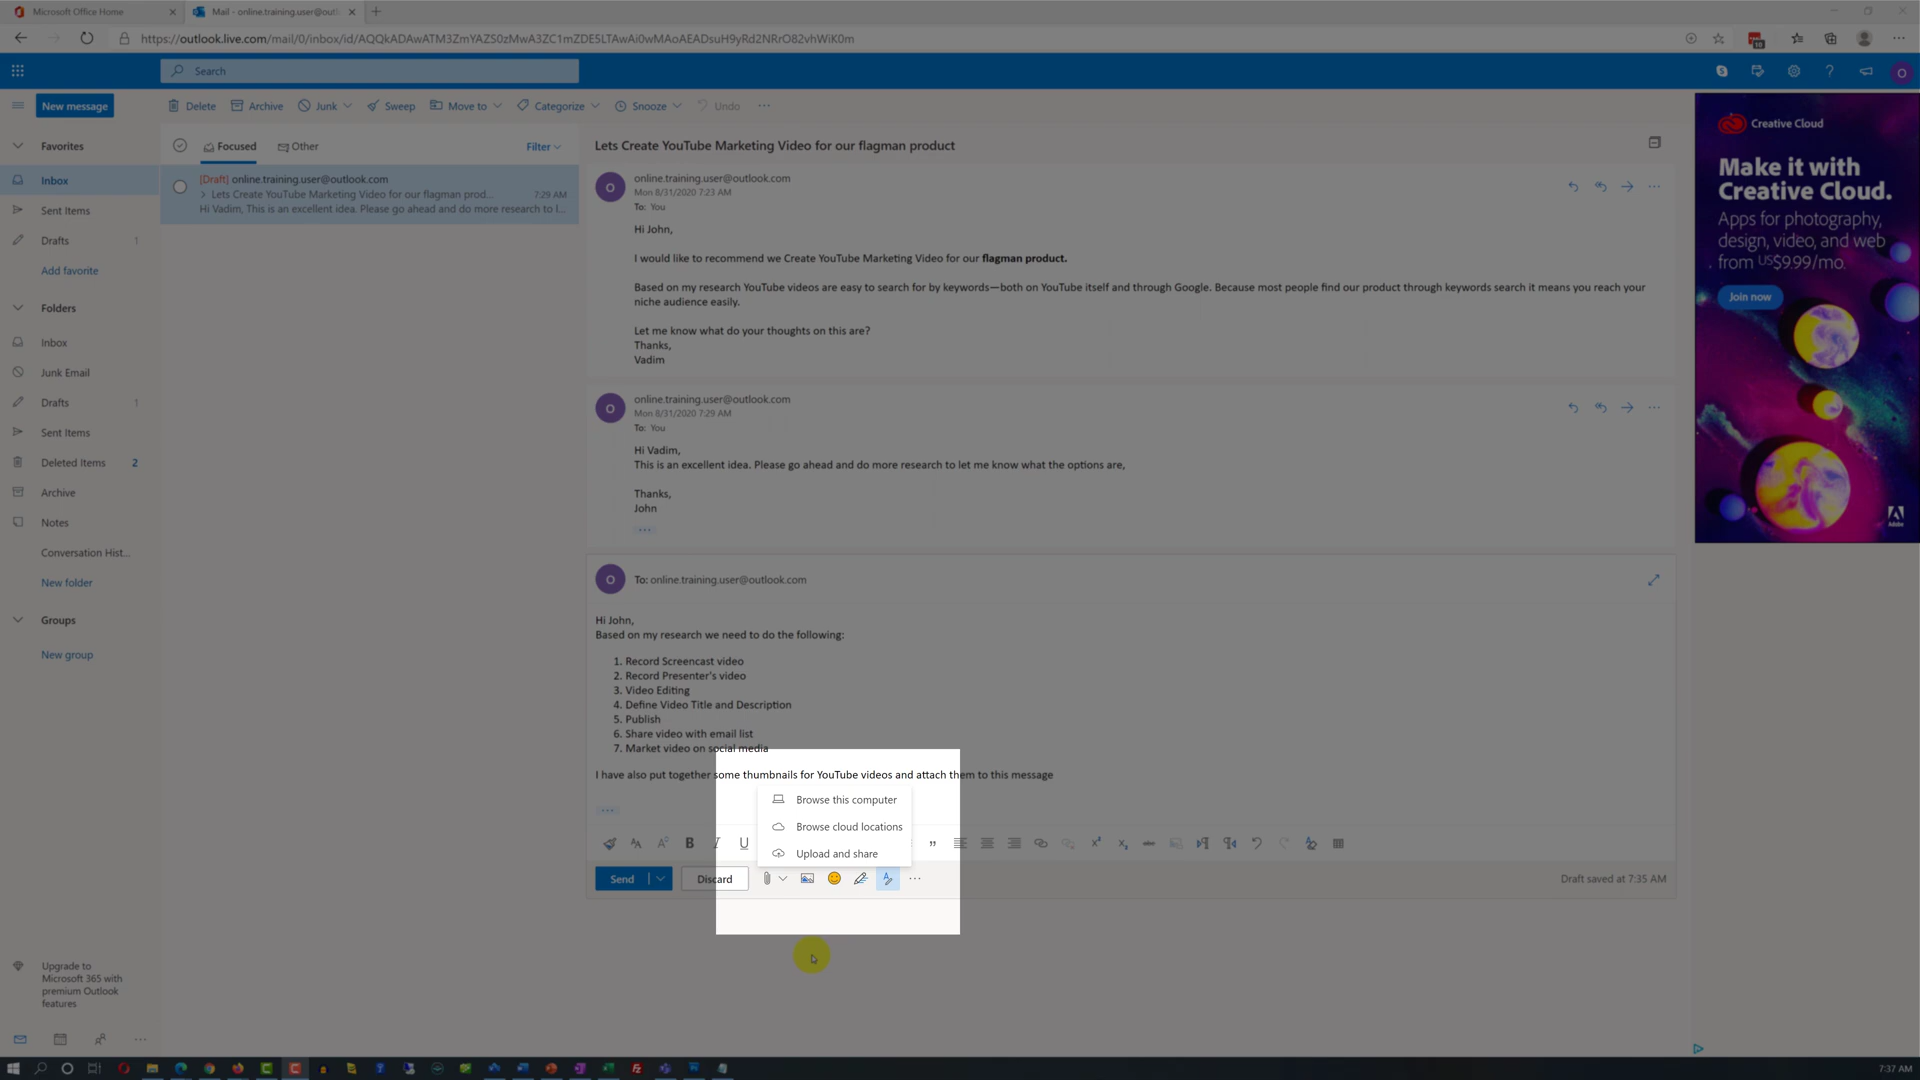 Microsoft Office Home
Mail - online.training.user@outl
https://outlook.live.com/mail/0/inbox/id/AQQkADAwATM3ZmYAZS0zMwA3ZC1mZDE5LTAwAi0wMAoAEADsuH9yRd2NRrO82vhWiK0m
Search
New message
Delete
Archive
Junk
Sweep
Move to
Categorize
Snooze
Undo
Favorites
Inbox
Sent Items
Drafts 1
Add favorite
Folders
Inbox
Junk Email
Drafts 1
Sent Items
Deleted Items 2
Archive
Notes
Conversation Hist...
New folder
Groups
New group
Upgrade to
Microsoft 365 with
premium Outlook
features
Focused
Other
Filter
[Draft] online.training.user@outlook.com
Lets Create YouTube Marketing Video for our flagman prod... 7:29 AM
Hi Vadim, This is an excellent idea. Please go ahead and do more research to l...
Lets Create YouTube Marketing Video for our flagman product
O
online.training.user@outlook.com
Mon 8/31/2020 7:23 AM
To: You
Hi John,
I would like to recommend we Create YouTube Marketing Video for our flagman product.
Based on my research YouTube videos are easy to search for by keywords—both on YouTube itself and through Google. Because most people find our product through keywords search it means you reach your
niche audience easily.
Let me know what do your thoughts on this are?
Thanks,
Vadim
O
online.training.user@outlook.com
Mon 8/31/2020 7:29 AM
To: You
Hi Vadim,
This is an excellent idea. Please go ahead and do more research to let me know what the options are,
Thanks,
John
...
O
To: online.training.user@outlook.com
Hi John,
Based on my research we need to do the following:
1. Record Screencast video
2. Record Presenter's video
3. Video Editing
4. Define Video Title and Description
5. Publish
6. Share video with email list
7. Market video on social media
I have also put together some thumbnails for YouTube videos and attach them to this message
...
Browse this computer
Browse cloud locations
Upload and share
B I U
Send
Discard
Draft saved at 7:35 AM
O
Creative Cloud
Make it with
Creative Cloud.
Apps for photography,
design, video, and web
from US$9.99/mo.
Join now
Adobe
7:37 AM